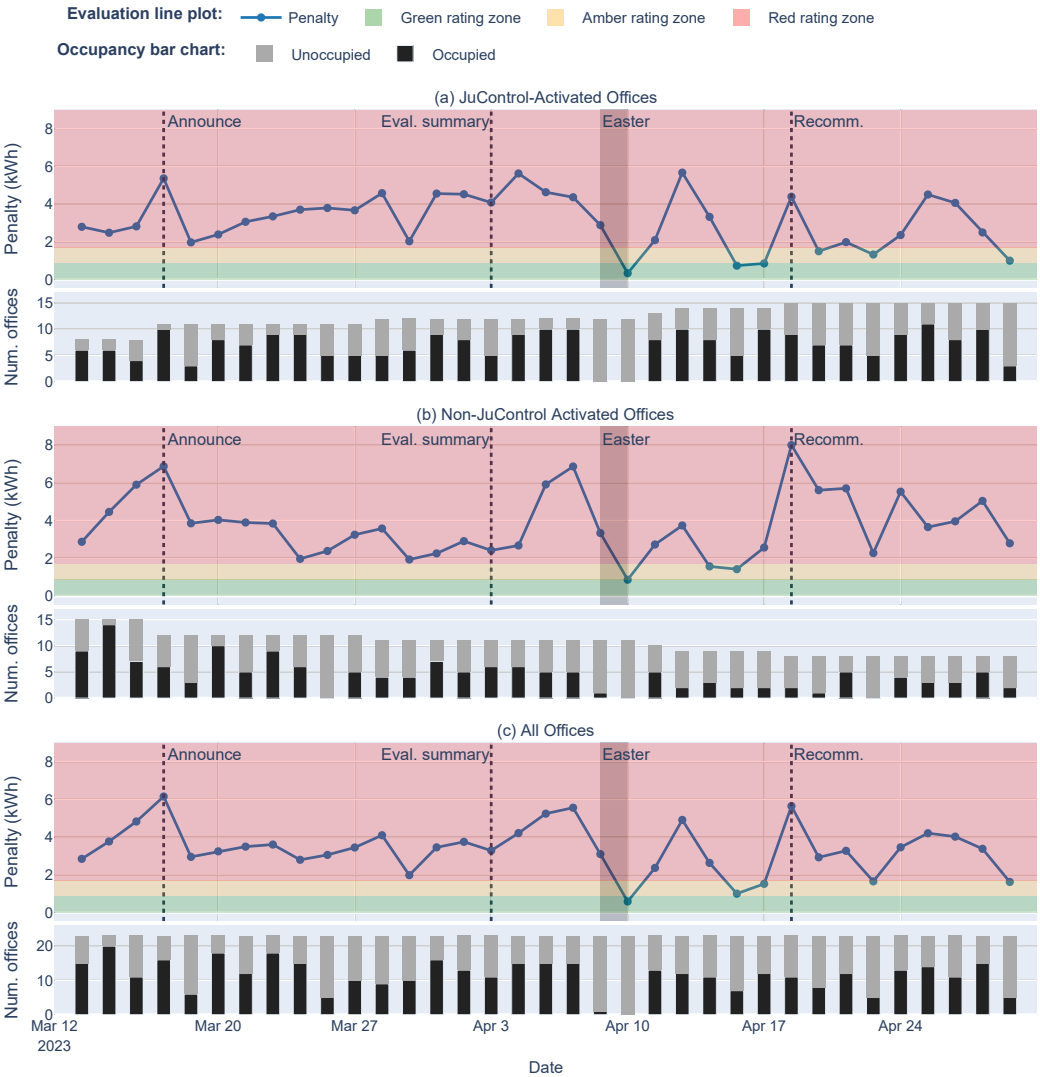 Evaluation line plot: Penalty Green rating zone Amber rating zone Red rating zone
Occupancy bar chart: Unoccupied Occupied
(a) JuControl-Activated Offices
Announce Eval. summary Easter Recomm.
Penalty (kWh)
8
6
4
2
0
Num. offices
15
10
5
0
(b) Non-JuControl Activated Offices
Announce Eval. summary Easter Recomm.
Penalty (kWh)
8
6
4
2
0
Num. offices
15
10
5
0
(c) All Offices
Announce Eval. summary Easter Recomm.
Penalty (kWh)
8
6
4
2
0
Num. offices
20
10
0
Mar 12 Mar 20 Mar 27 Apr 3 Apr 10 Apr 17 Apr 24
2023
Date